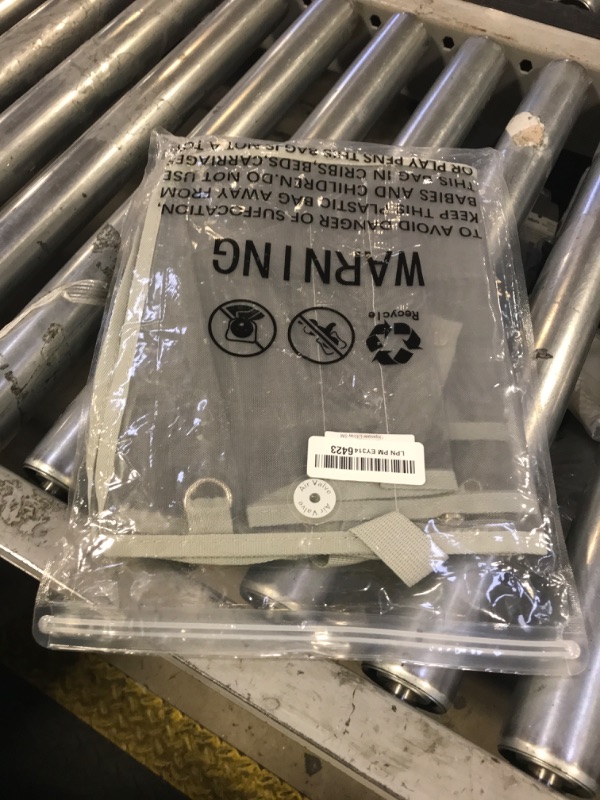 WARNING
TO AVOID DANGER OF SUFFOCATION,
KEEP THIS PLASTIC BAG AWAY FROM
BABIES AND CHILDREN.DO NOT USE
THIS BAG IN CRIBS,BEDS,CARRIAGES
OR PLAY PENS.THIS BAG IS NOT A TO
Recycle
LPN PM EY3146423
Air Valve
Air Valve